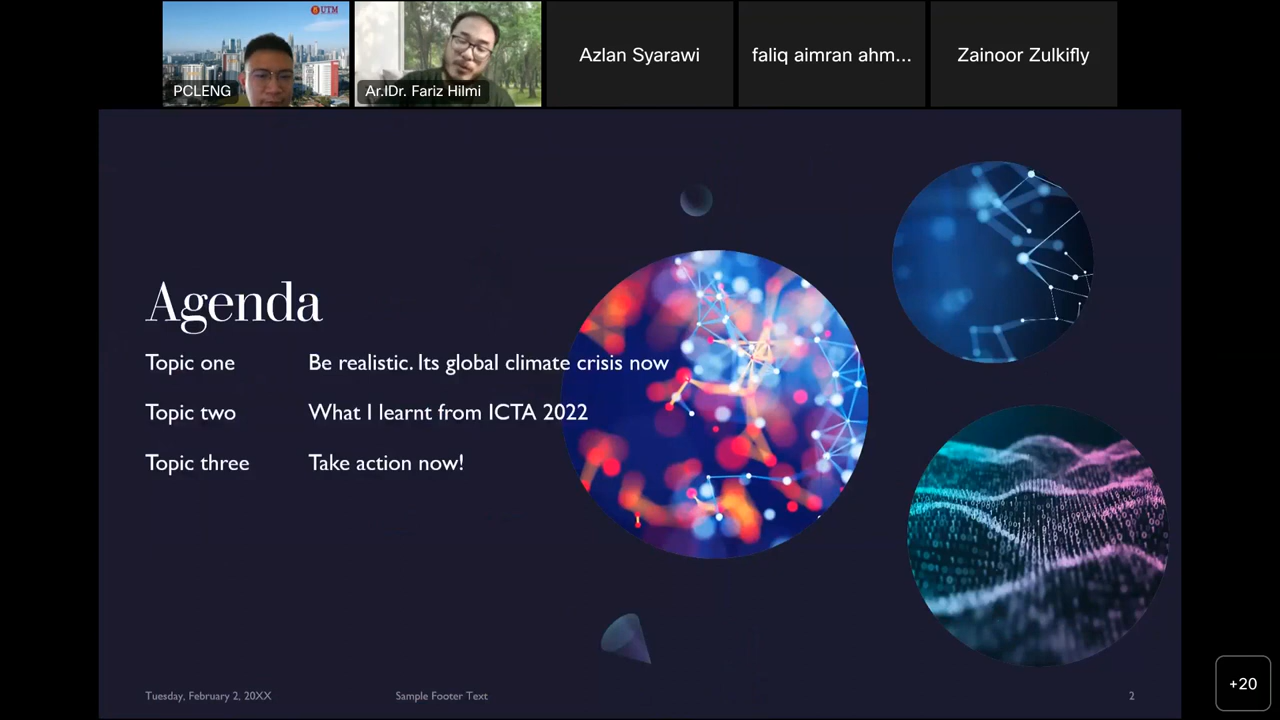 UTM
PCLENG
Ar.IDr. Fariz Hilmi
Azlan Syarawi
faliq aimran ahm...
Zainoor Zulkifly
Agenda
Topic one Be realistic. Its global climate crisis now
Topic two What I learnt from ICTA 2022
Topic three Take action now!
Tuesday, February 2, 20XX Sample Footer Text 2
+20